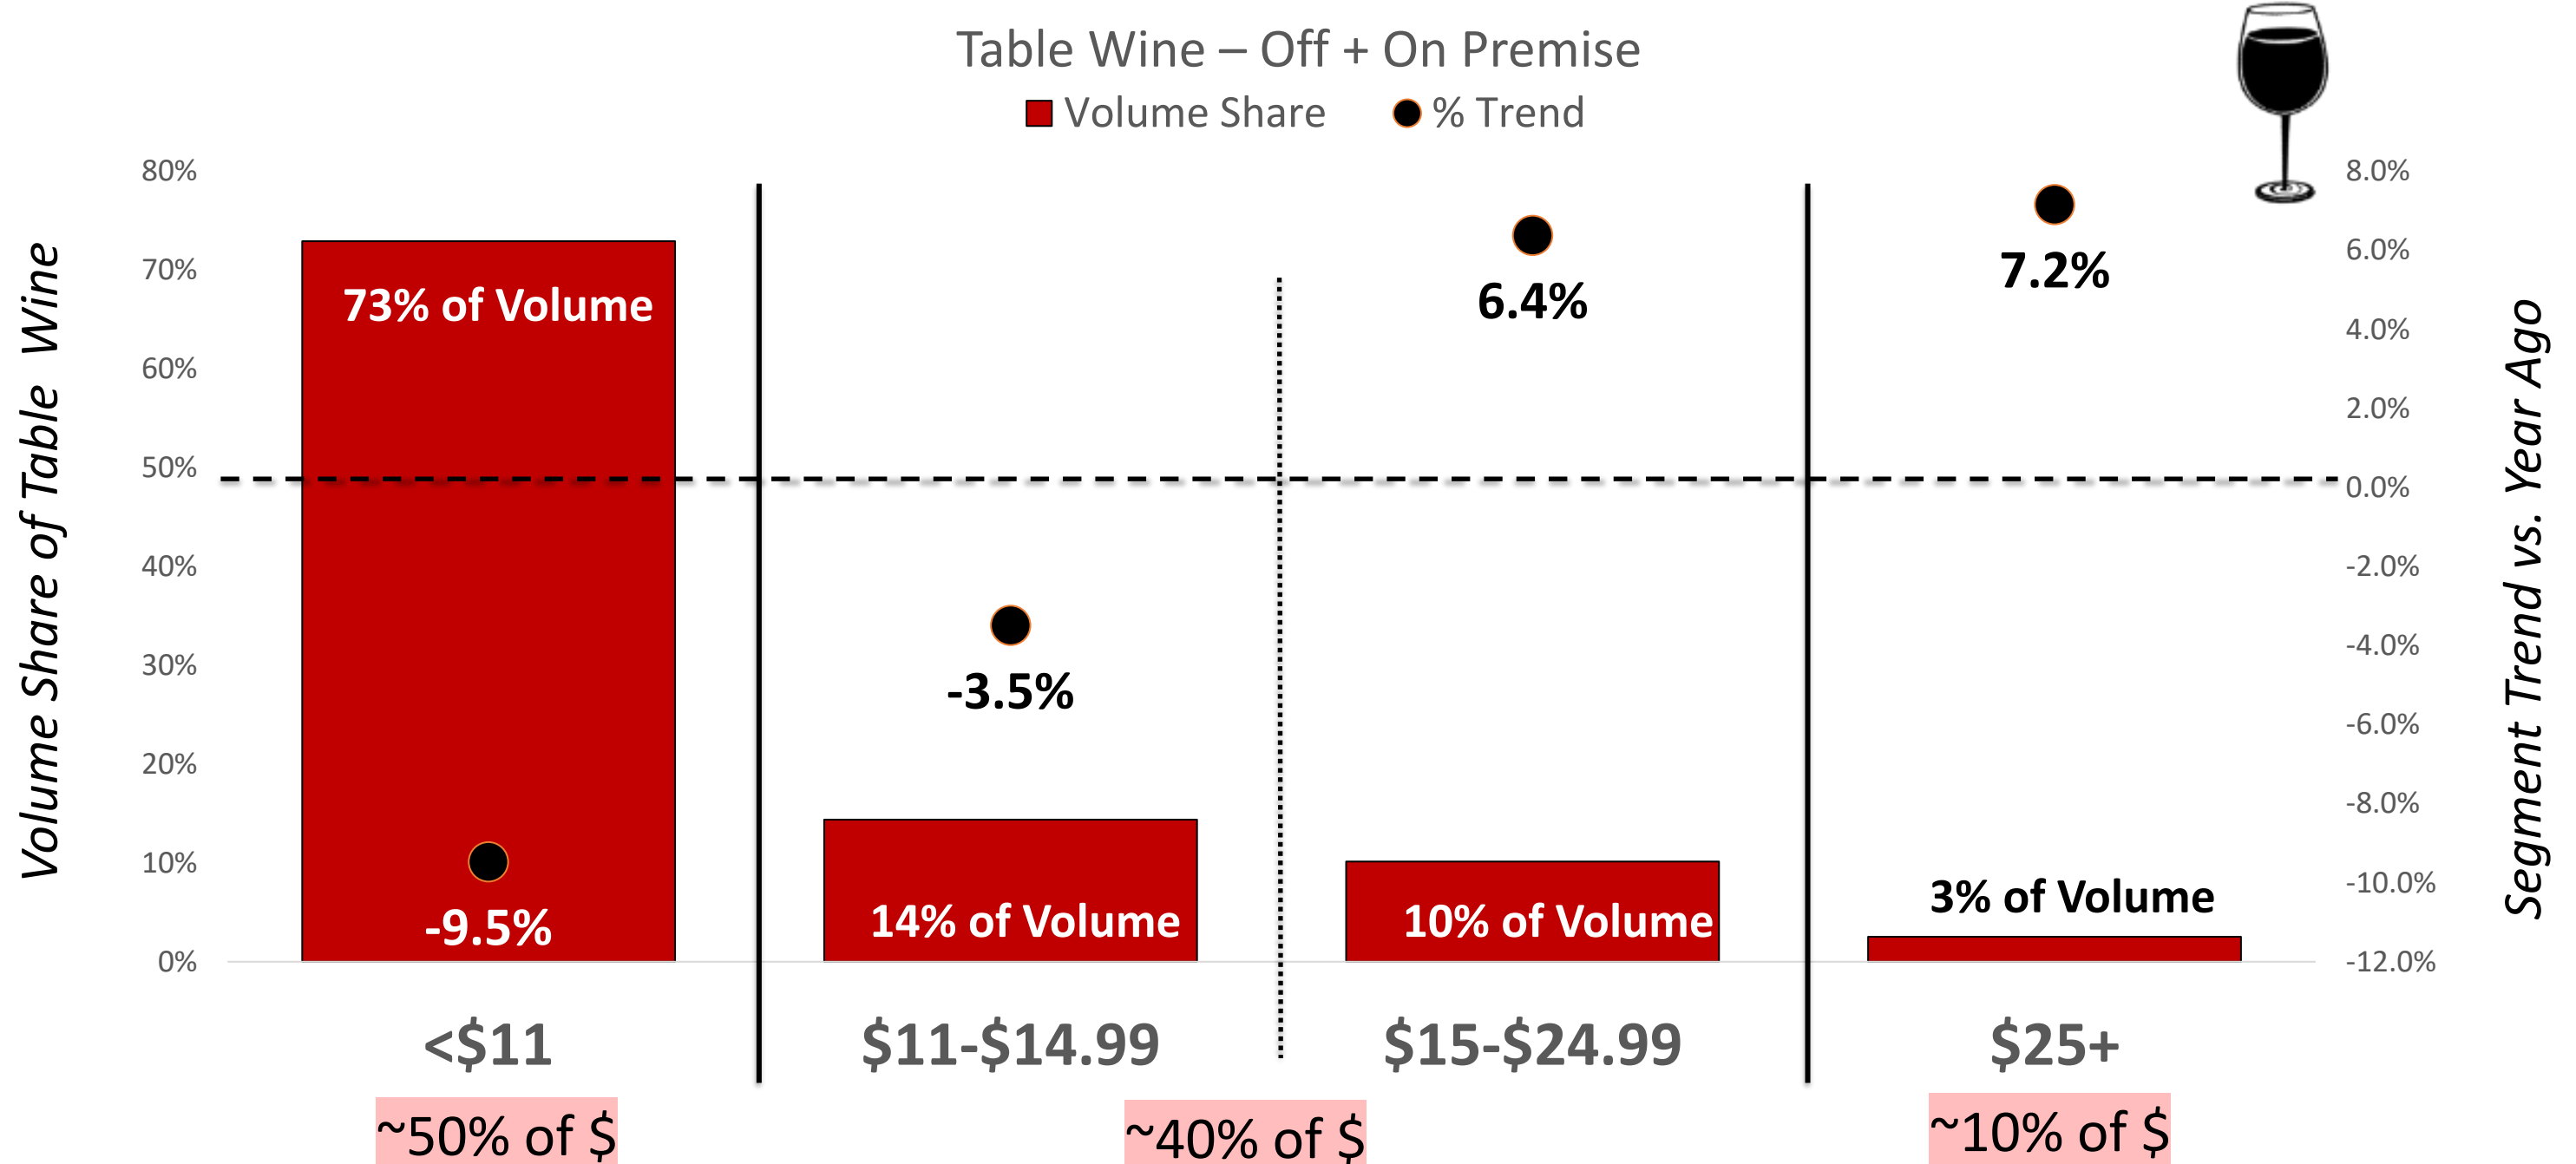 Table Wine – Off + On Premise
Volume Share
% Trend
Volume Share of Table Wine
80%
70%
60%
50%
40%
30%
20%
10%
0%
73% of Volume
-9.5%
-3.5%
14% of Volume
6.4%
10% of Volume
7.2%
3% of Volume
8.0%
6.0%
4.0%
2.0%
0.0%
-2.0%
-4.0%
-6.0%
-8.0%
-10.0%
-12.0%
Segment Trend vs. Year Ago
<$11
$11-$14.99
$15-$24.99
$25+
~50% of $
~40% of $
~10% of $